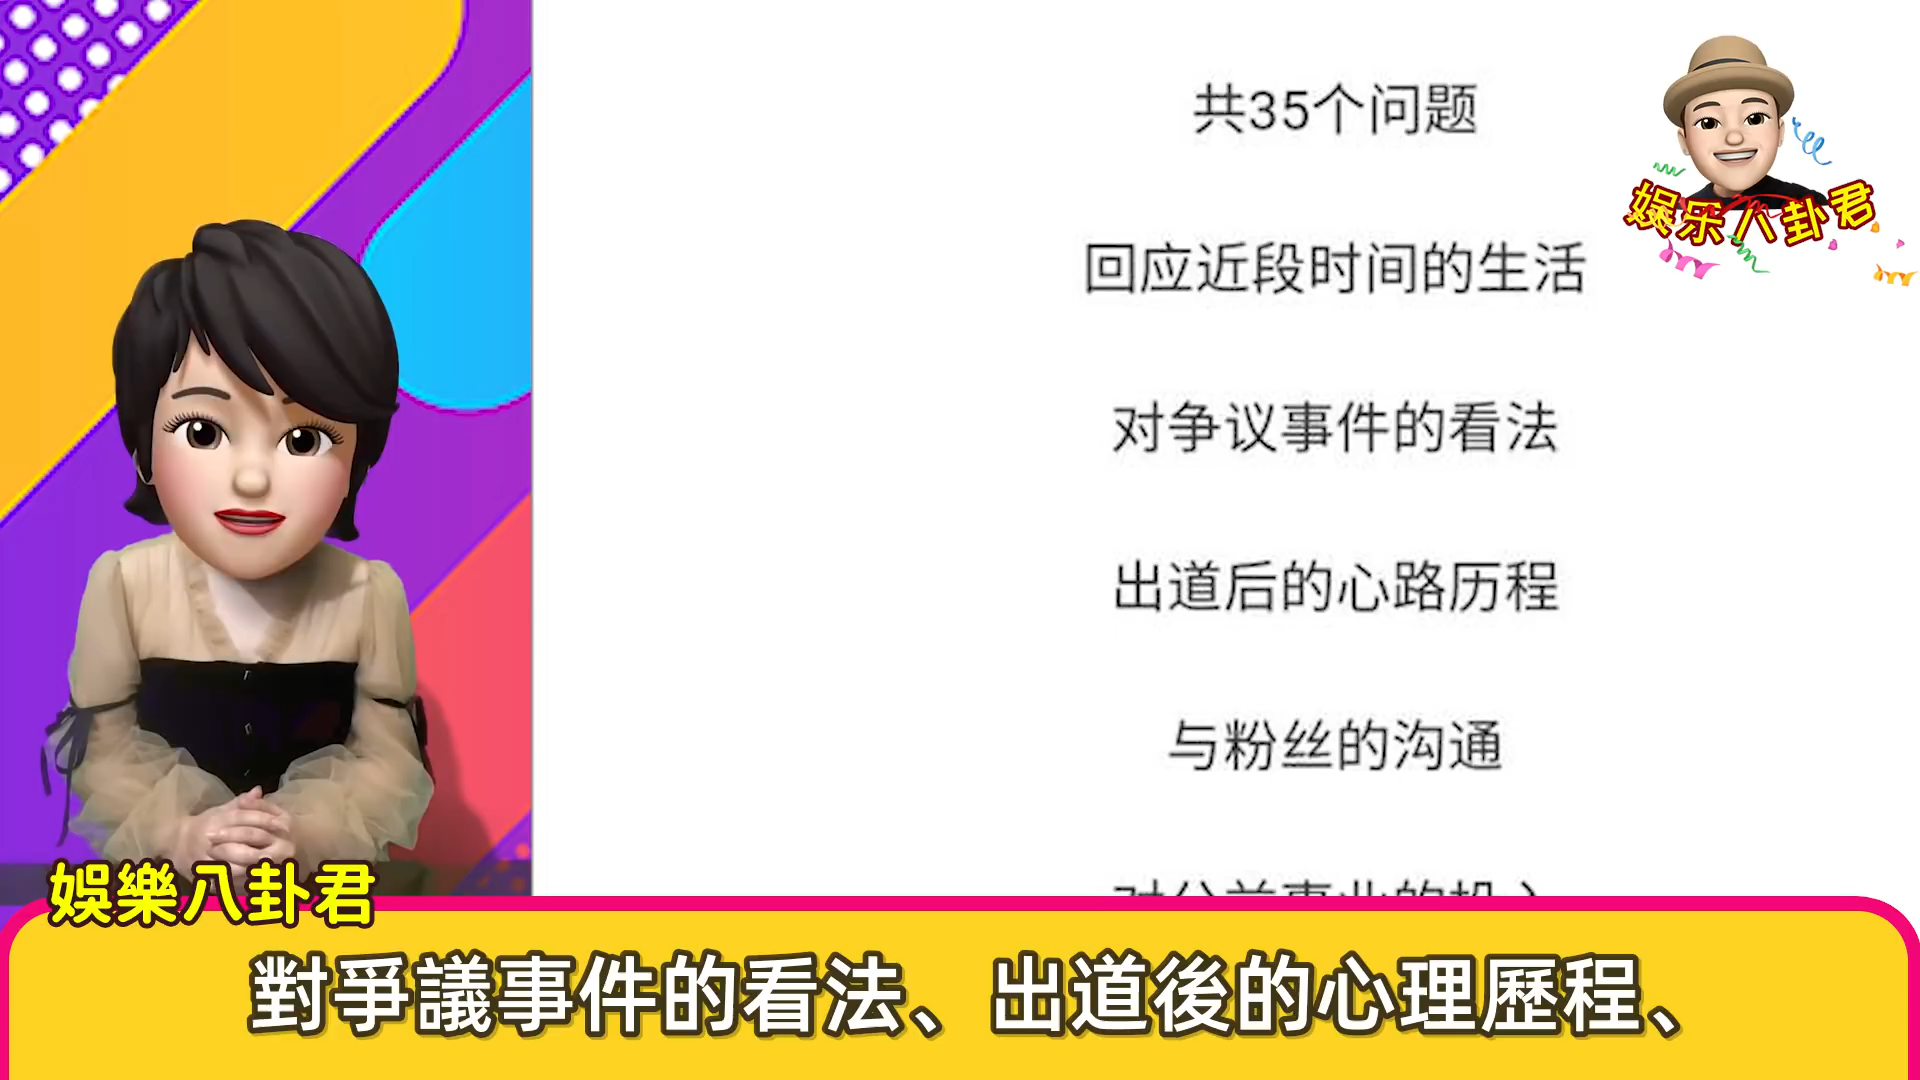 共35个问题
娱乐八卦君
回应近段时间的生活
对争议事件的看法
出道后的心路历程
与粉丝的沟通
娛樂八卦君
對爭議事件的看法、出道後的心理歷程、